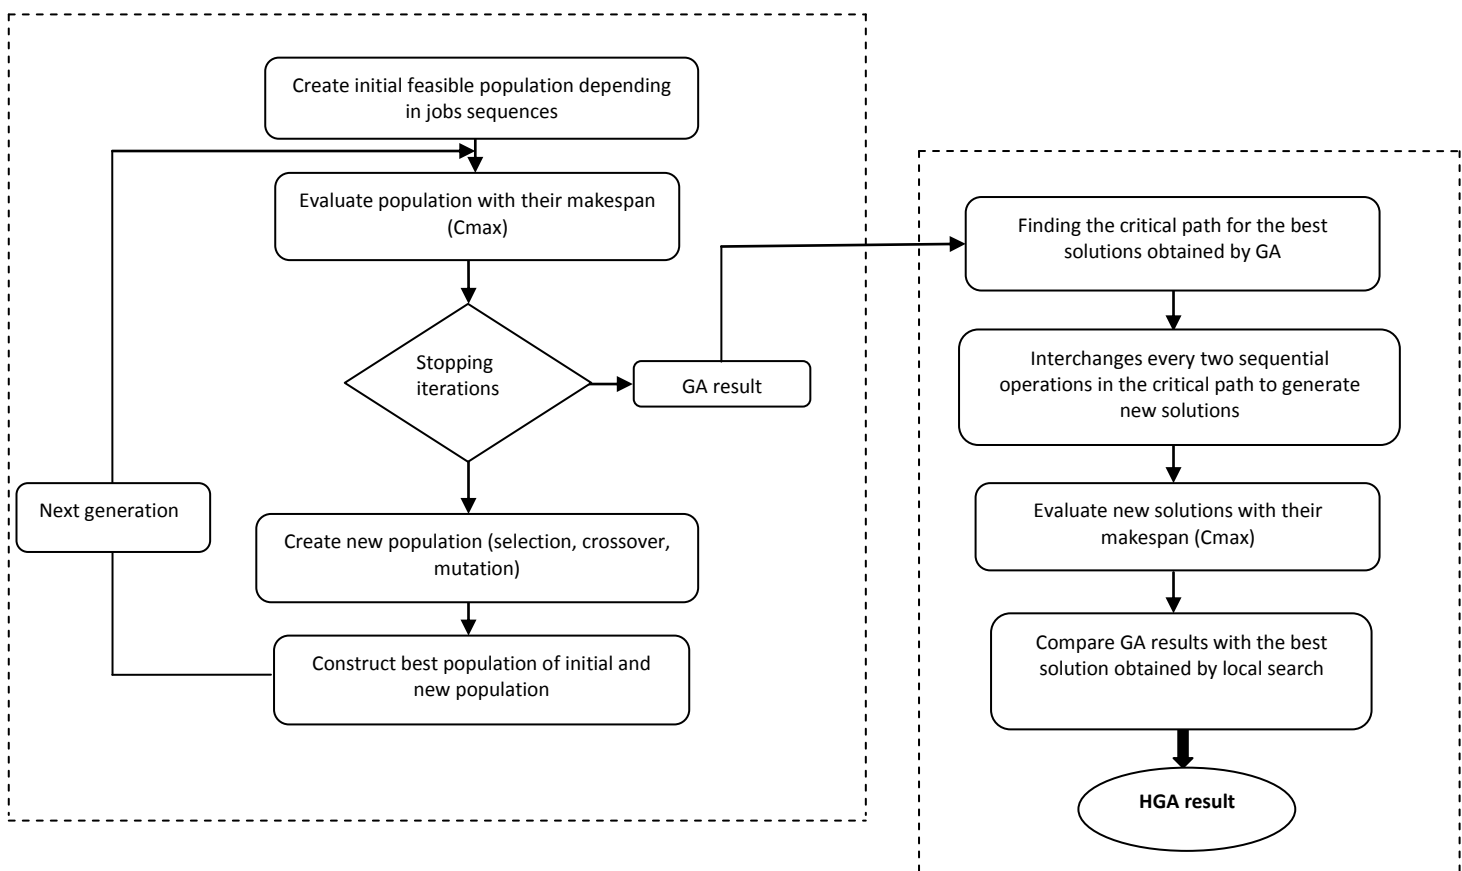 Create initial feasible population depending
in jobs sequences
Evaluate population with their makespan
(Cmax)
Stopping
iterations
GA result
Next generation
Create new population (selection, crossover,
mutation)
Construct best population of initial and
new population
Finding the critical path for the best
solutions obtained by GA
Interchanges every two sequential
operations in the critical path to generate
new solutions
Evaluate new solutions with their
makespan (Cmax)
Compare GA results with the best
solution obtained by local search
HGA result